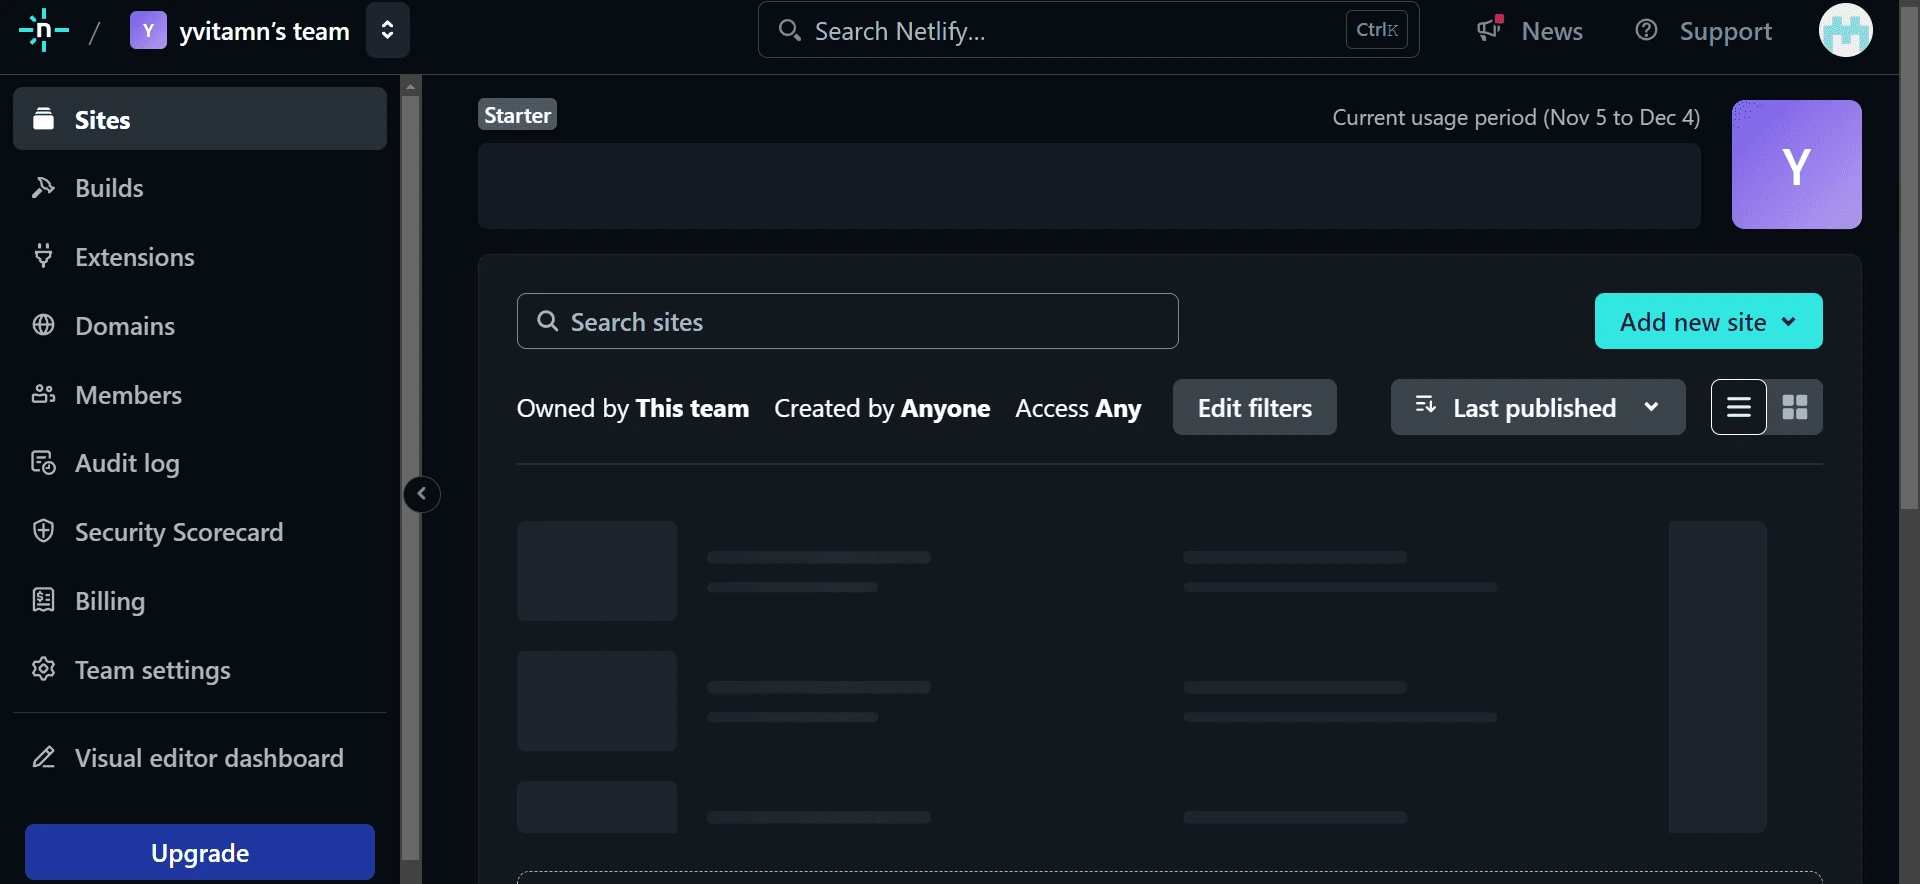 n / Y yvitamn’s team
Search Netlify... CtrlK
News
Support
Sites
Builds
Extensions
Domains
Members
Audit log
Security Scorecard
Billing
Team settings
Visual editor dashboard
Upgrade
Starter
Current usage period (Nov 5 to Dec 4)
Y
Search sites
Add new site
Owned by This team Created by Anyone Access Any
Edit filters
Last published